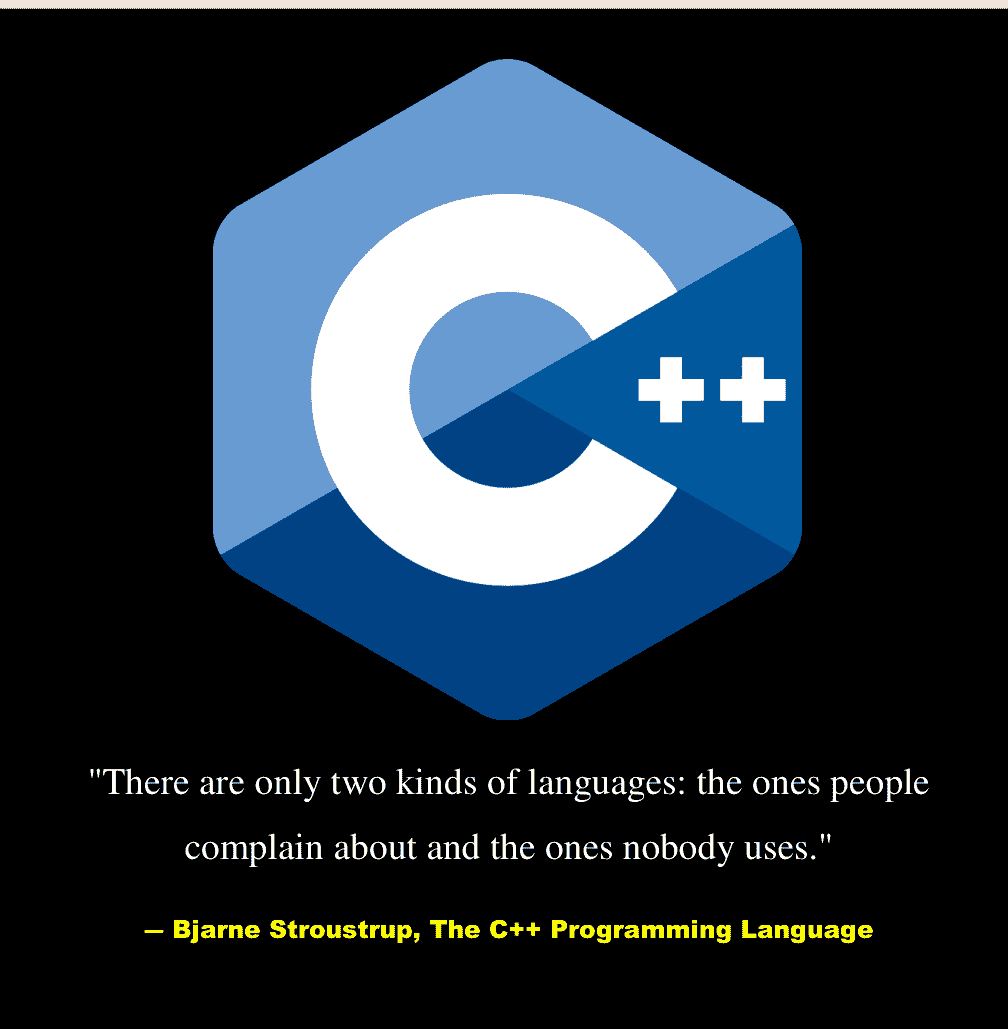 C++
"There are only two kinds of languages: the ones people
complain about and the ones nobody uses."
— Bjarne Stroustrup, The C++ Programming Language